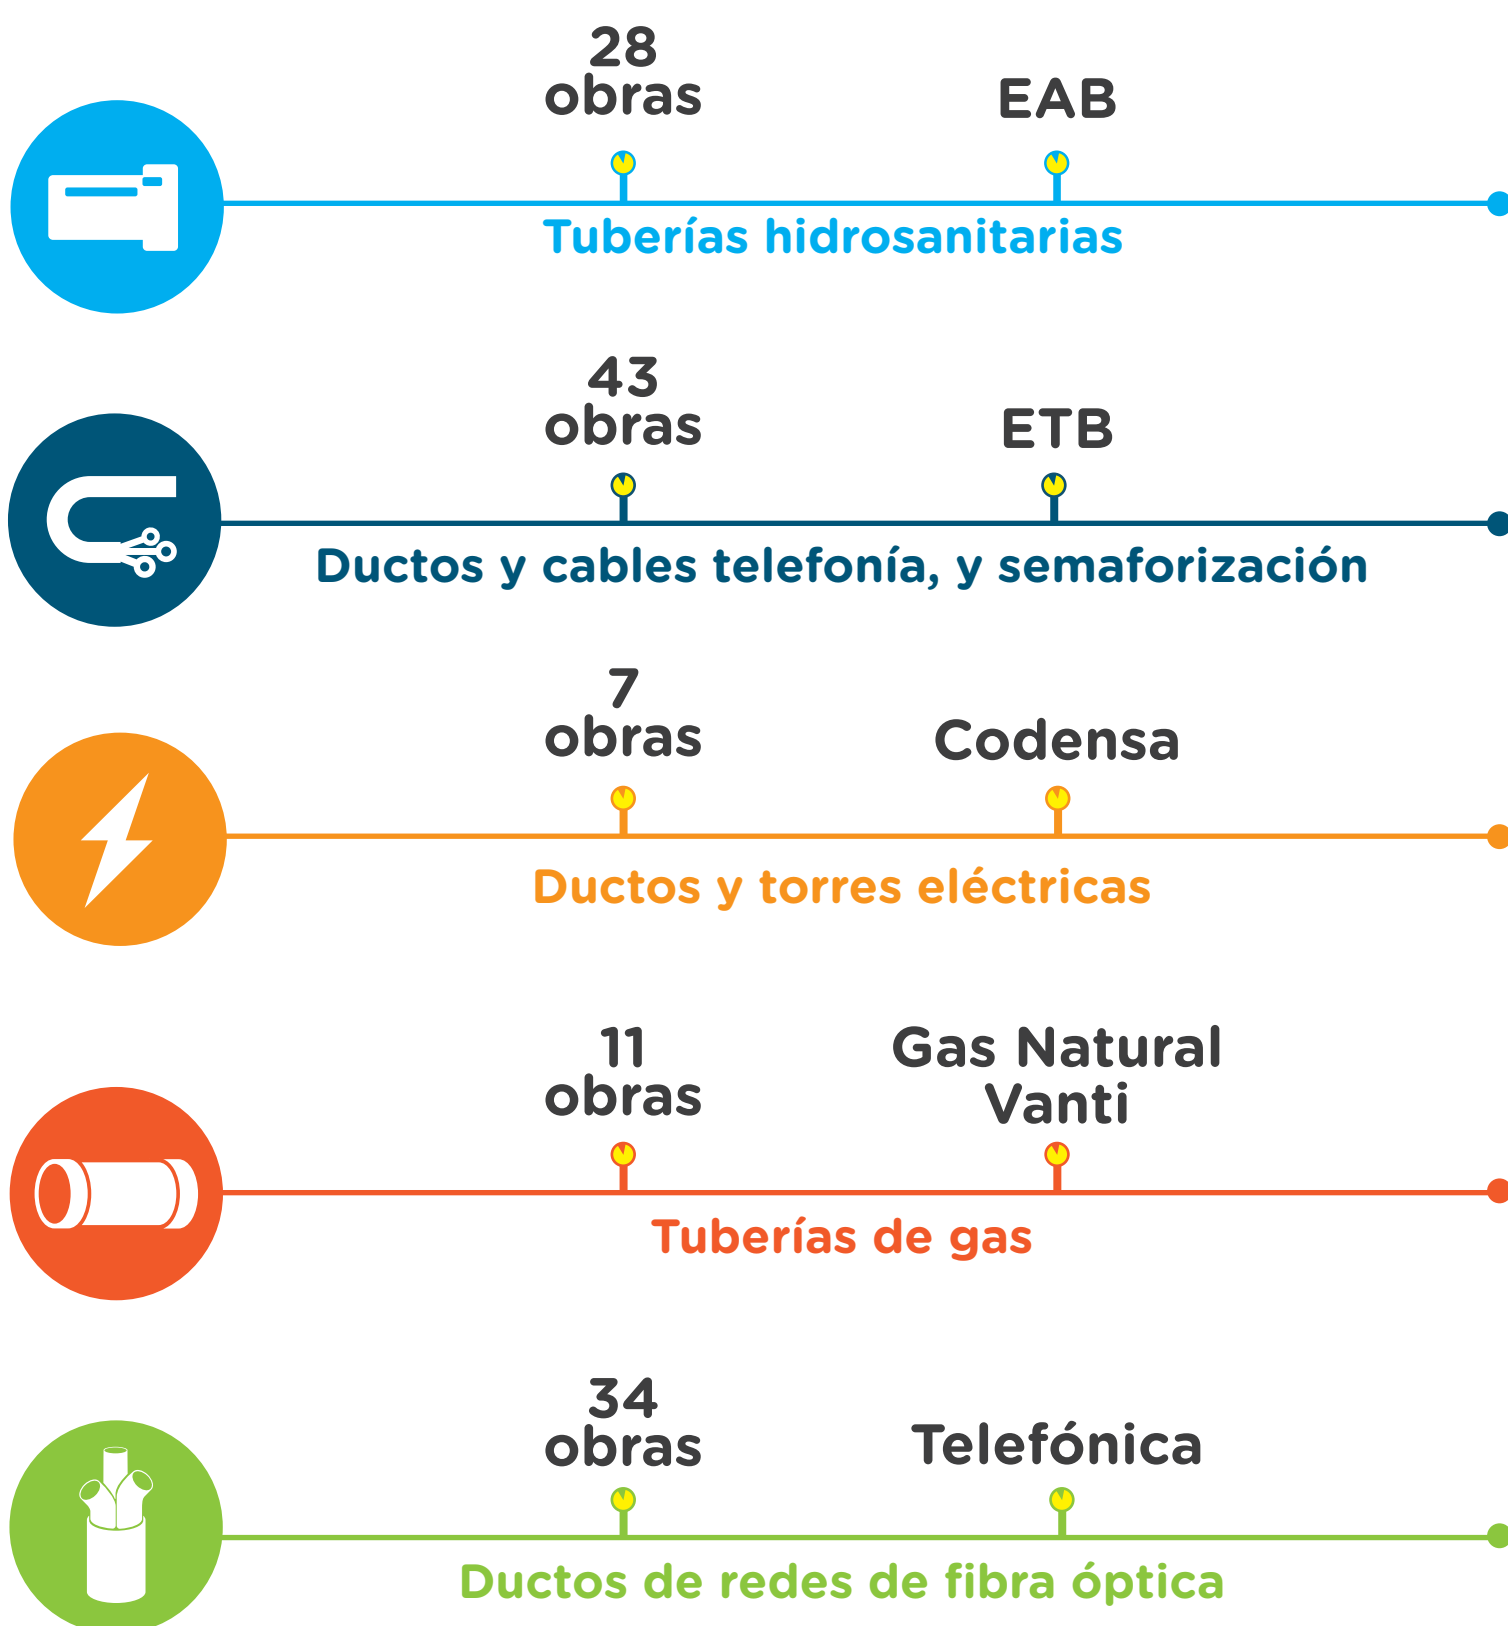 28
obras
EAB
Tuberías hidrosanitarias
43
obras
ETB
Ductos y cables telefonía, y semaforización
7
obras
Codensa
Ductos y torres eléctricas
11
obras
Gas Natural
Vanti
Tuberías de gas
34
obras
Telefónica
Ductos de redes de fibra óptica